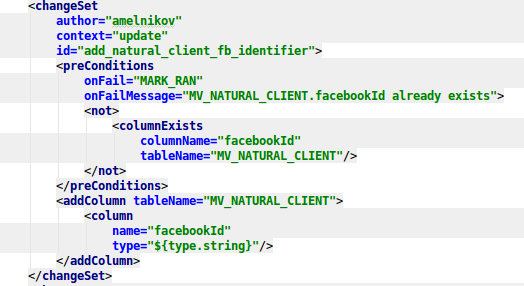 <changeSet
author="amelnikov"
context="update"
id="add_natural_client_fb_identifier">
<preConditions
onFail="MARK_RAN"
onFailMessage="MV_NATURAL_CLIENT.facebookId already exists">
<not>
<columnExists
columnName="facebookId"
tableName="MV_NATURAL_CLIENT"/>
</not>
</preConditions>
<addColumn tableName="MV_NATURAL_CLIENT">
<column
name="facebookId"
type="${type.string}"/>
</addColumn>
</changeSet>